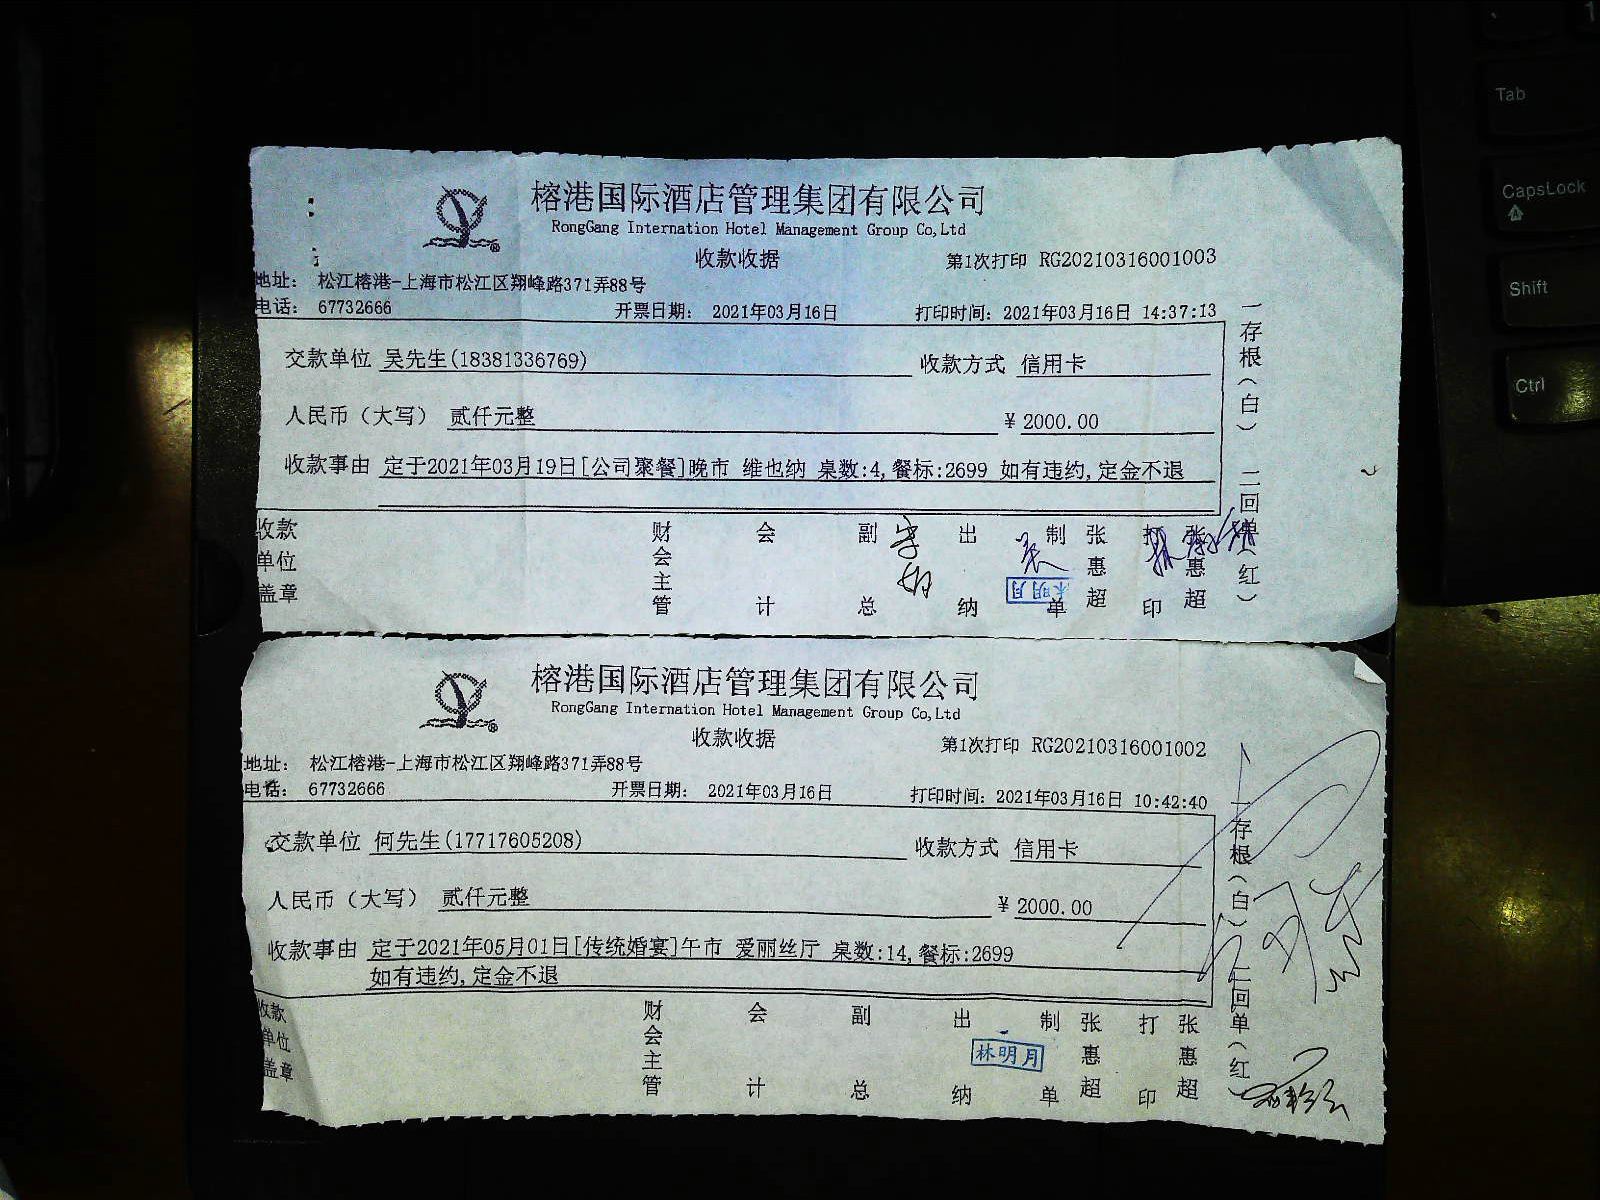 榕港国际酒店管理集团有限公司
RongGang Internation Hotel Management Group Co,Ltd
收款收据
第1次打印 RG20210316001003
地址: 松江榕港-上海市松江区翔峰路371弄88号
电话: 67732666 开票日期: 2021年03月16日 打印时间: 2021年03月16日 14:37:13
交款单位 吴先生(18381336769) 收款方式 信用卡
人民币(大写) 贰仟元整 ¥ 2000.00
收款事由 定于2021年03月19日[公司聚餐]晚市 维也纳 桌数:4,餐标:2699 如有违约,定金不退
收款单位盖章 财会主管 会计 副总 出纳 制单 张惠超 打印 张惠超
林明月
一存根(白) 二回单(红)
榕港国际酒店管理集团有限公司
RongGang Internation Hotel Management Group Co,Ltd
收款收据
第1次打印 RG20210316001002
地址: 松江榕港-上海市松江区翔峰路371弄88号
电话: 67732666 开票日期: 2021年03月16日 打印时间: 2021年03月16日 10:42:40
交款单位 何先生(17717605208) 收款方式 信用卡
人民币(大写) 贰仟元整 ¥ 2000.00
收款事由 定于2021年05月01日[传统婚宴]午市 爱丽丝厅 桌数:14,餐标:2699
如有违约,定金不退
收款单位盖章 财会主管 会计 副总 出纳 制单 张惠超 打印 张惠超
林明月
一存根(白) 二回单(红)
Tab
CapsLock
Shift
Ctrl